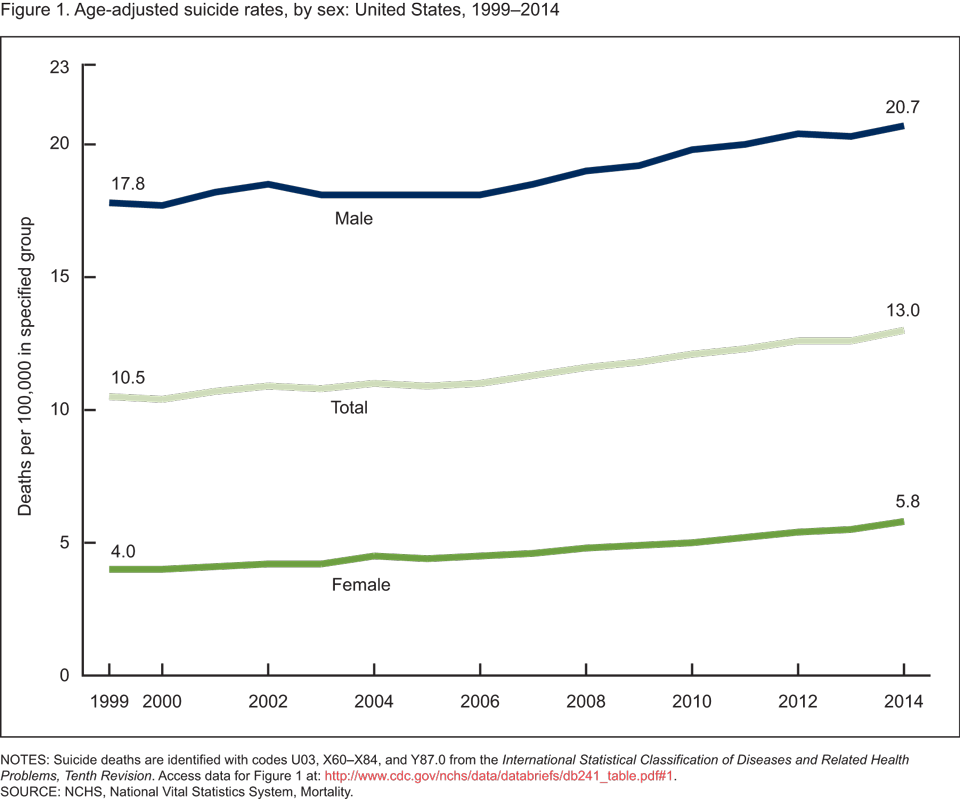 Figure 1. Age-adjusted suicide rates, by sex: United States, 1999–2014
23
20
15
10
5
0
Deaths per 100,000 in specified group
17.8
20.7
Male
10.5
13.0
Total
4.0
5.8
Female
1999 2000 2002 2004 2006 2008 2010 2012 2014
NOTES: Suicide deaths are identified with codes U03, X60–X84, and Y87.0 from the International Statistical Classification of Diseases and Related Health
Problems, Tenth Revision. Access data for Figure 1 at: http://www.cdc.gov/nchs/data/databriefs/db241_table.pdf#1.
SOURCE: NCHS, National Vital Statistics System, Mortality.